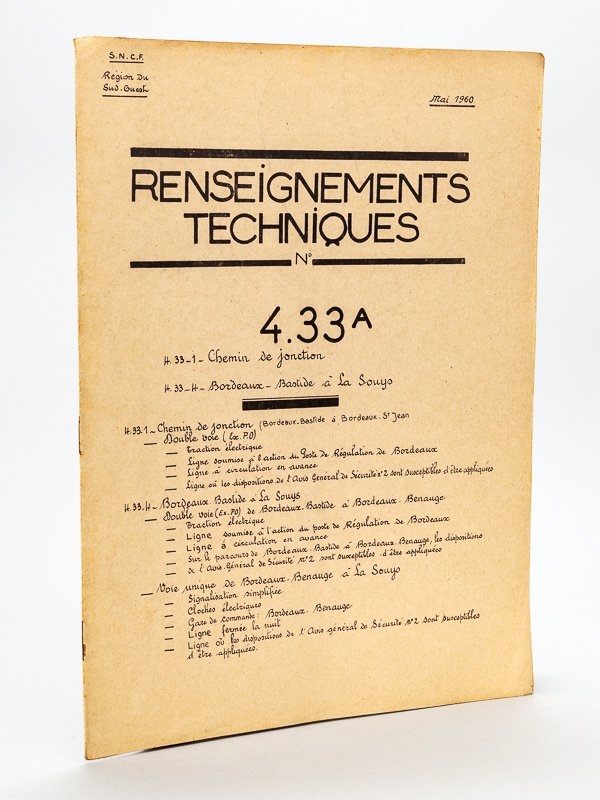 S.N.C.F.
Région Du
Sud-Ouest
Mai 1960
RENSEIGNEMENTS
TECHNIQUES
N°
4.33A
4.33-1- Chemin de jonction
4.33-4- Bordeaux-Bastide à La Souys
4.33.1- Chemin de jonction (Bordeaux.Bastide à Bordeaux.St Jean
— Double voie (Ex.P.O)
— Traction électrique
— Ligne soumise à l'action du Poste de Régulation de Bordeaux
— Ligne à circulation en avance
— Ligne où les dispositions de l'Avis Général de Sécurité n°2 sont susceptibles d'être appliquées
4.33.4- Bordeaux.Bastide à La Souys
— Double voie (Ex.P.O) de Bordeaux.Bastide à Bordeaux.Benauge
— Traction électrique
— Ligne soumise à l'action du poste de Régulation de Bordeaux
— Ligne à circulation en avance
— Sur le parcours de Bordeaux.Bastide à Bordeaux.Benauge, les dispositions
— de l'Avis Général de Sécurité n°2 sont susceptibles d'être appliquées
— Voie unique de Bordeaux.Benauge à La Souys
— Signalisation simplifiée
— Cloches électriques
— Gare de commande: Bordeaux.Benauge
— Ligne fermée la nuit
— Ligne où les dispositions de l'Avis général de Sécurité n°2 sont susceptibles
d'être appliquées.